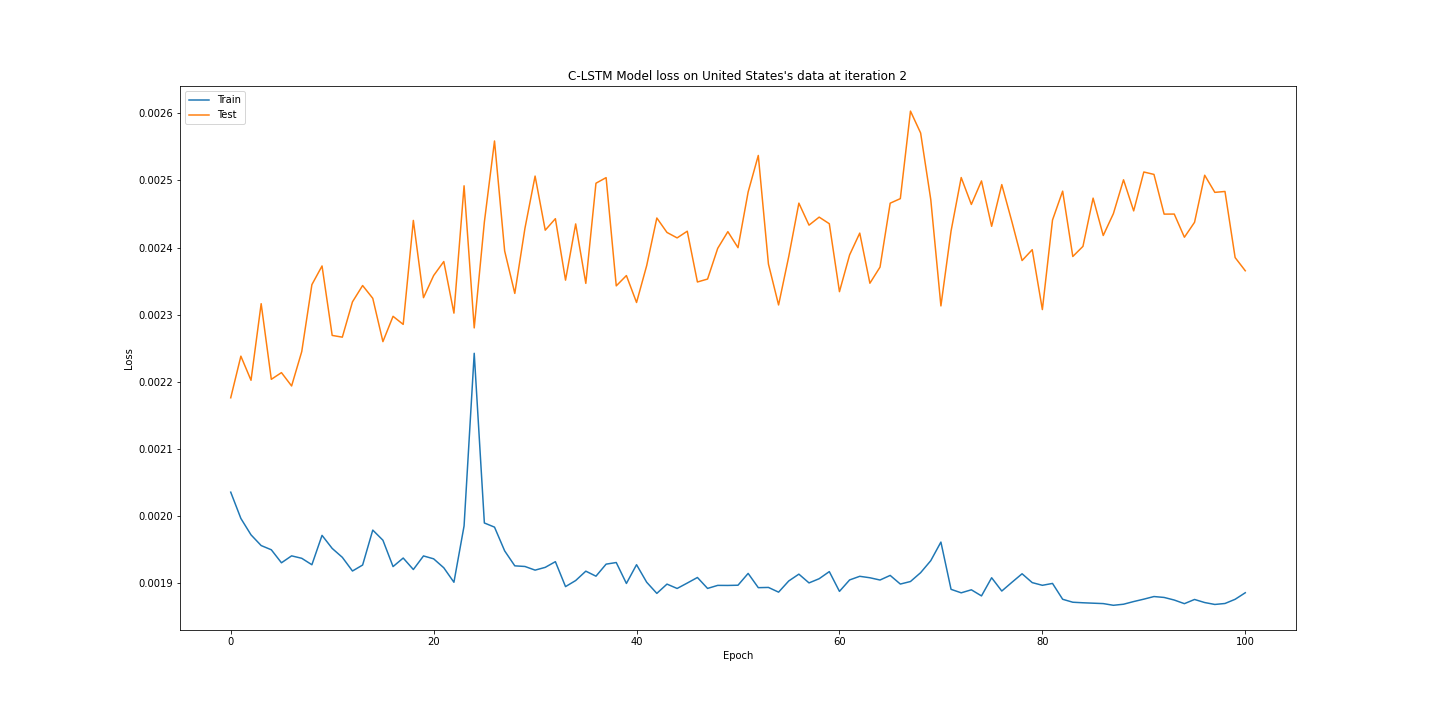 C-LSTM Model loss on United States's data at iteration 2
Train
Test
0.0026
0.0025
0.0024
0.0023
0.0022
0.0021
0.0020
0.0019
Loss
0 20 40 60 80 100
Epoch